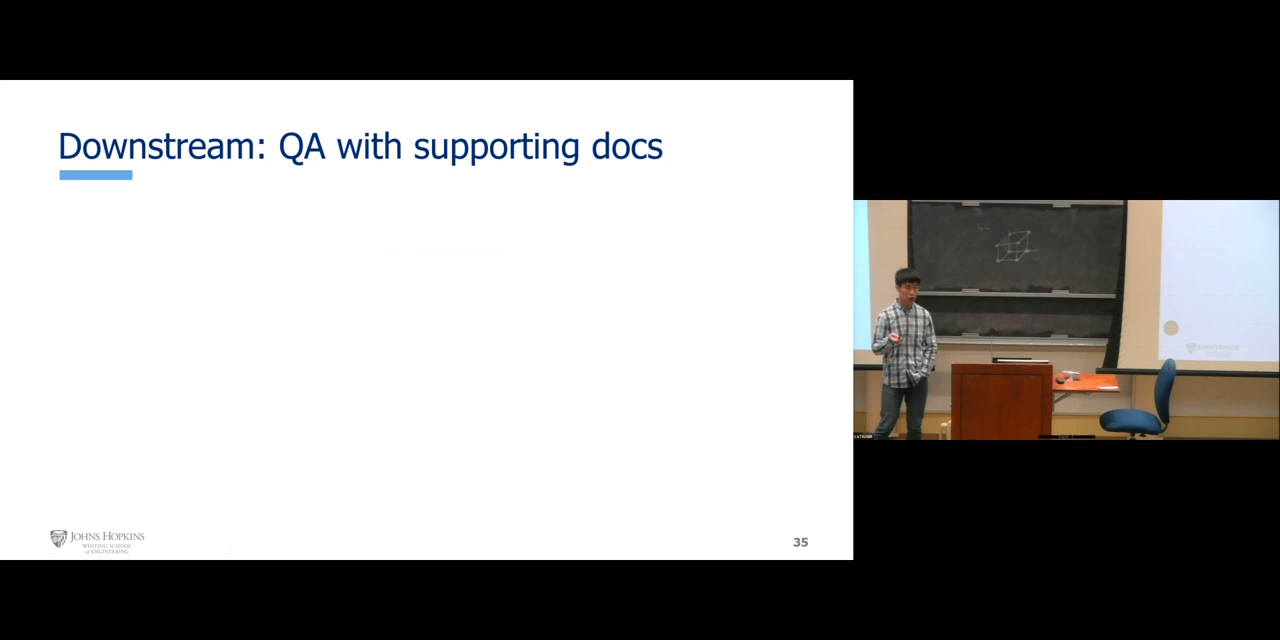 Downstream: QA with supporting docs
JOHNS HOPKINS
WHITING SCHOOL
of ENGINEERING
35